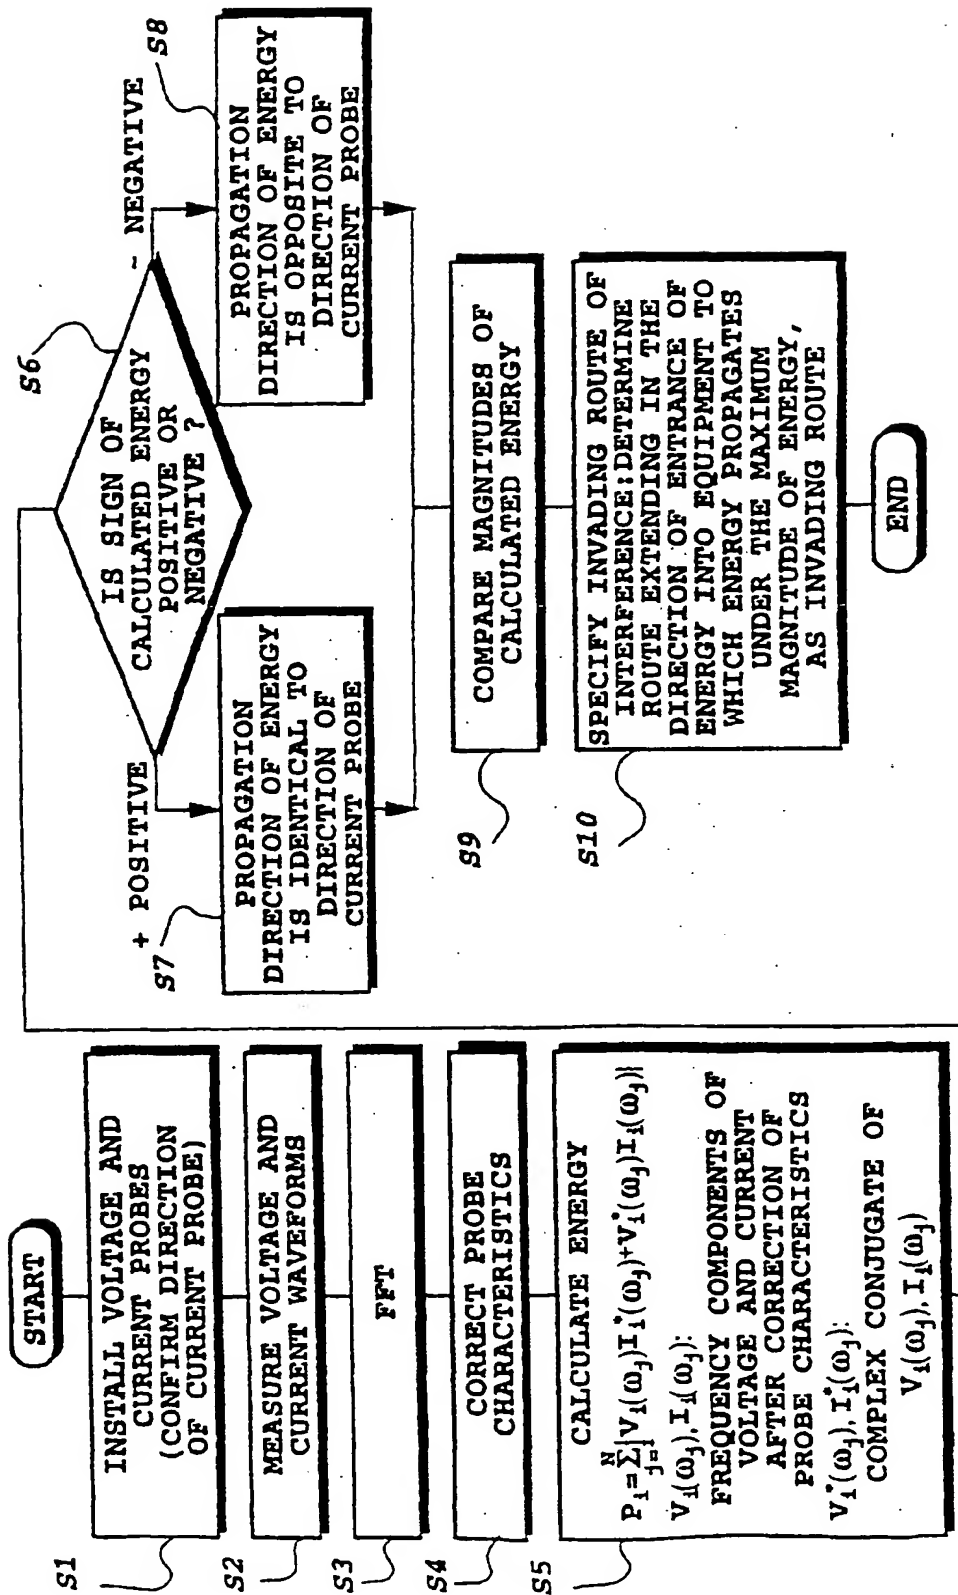 START
S1
INSTALL VOLTAGE AND
CURRENT PROBES
(CONFIRM DIRECTION
OF CURRENT PROBE)
S2
MEASURE VOLTAGE AND
CURRENT WAVEFORMS
S3
FFT
S4
CORRECT PROBE
CHARACTERISTICS
S5
CALCULATE ENERGY
P_i=∑_{j=1}^{N}{V_i(ω_j)I_i*(ω_j)+V_i*(ω_j)I_i(ω_j)}
V_i(ω_j),I_i(ω_j):
FREQUENCY COMPONENTS OF
VOLTAGE AND CURRENT
AFTER CORRECTION OF
PROBE CHARACTERISTICS
V_i*(ω_j),I_i*(ω_j):
COMPLEX CONJUGATE OF
V_i(ω_j),I_i(ω_j)
S6
IS SIGN OF
CALCULATED ENERGY
POSITIVE OR
NEGATIVE ?
+ POSITIVE
- NEGATIVE
S7
PROPAGATION
DIRECTION OF ENERGY
IS IDENTICAL TO
DIRECTION OF
CURRENT PROBE
S8
PROPAGATION
DIRECTION OF ENERGY
IS OPPOSITE TO
DIRECTION OF
CURRENT PROBE
S9
COMPARE MAGNITUDES OF
CALCULATED ENERGY
S10
SPECIFY INVADING ROUTE OF
INTERFERENCE:DETERMINE
ROUTE EXTENDING IN THE
DIRECTION OF ENTRANCE OF
ENERGY INTO EQUIPMENT TO
WHICH ENERGY PROPAGATES
UNDER THE MAXIMUM
MAGNITUDE OF ENERGY,
AS INVADING ROUTE
END